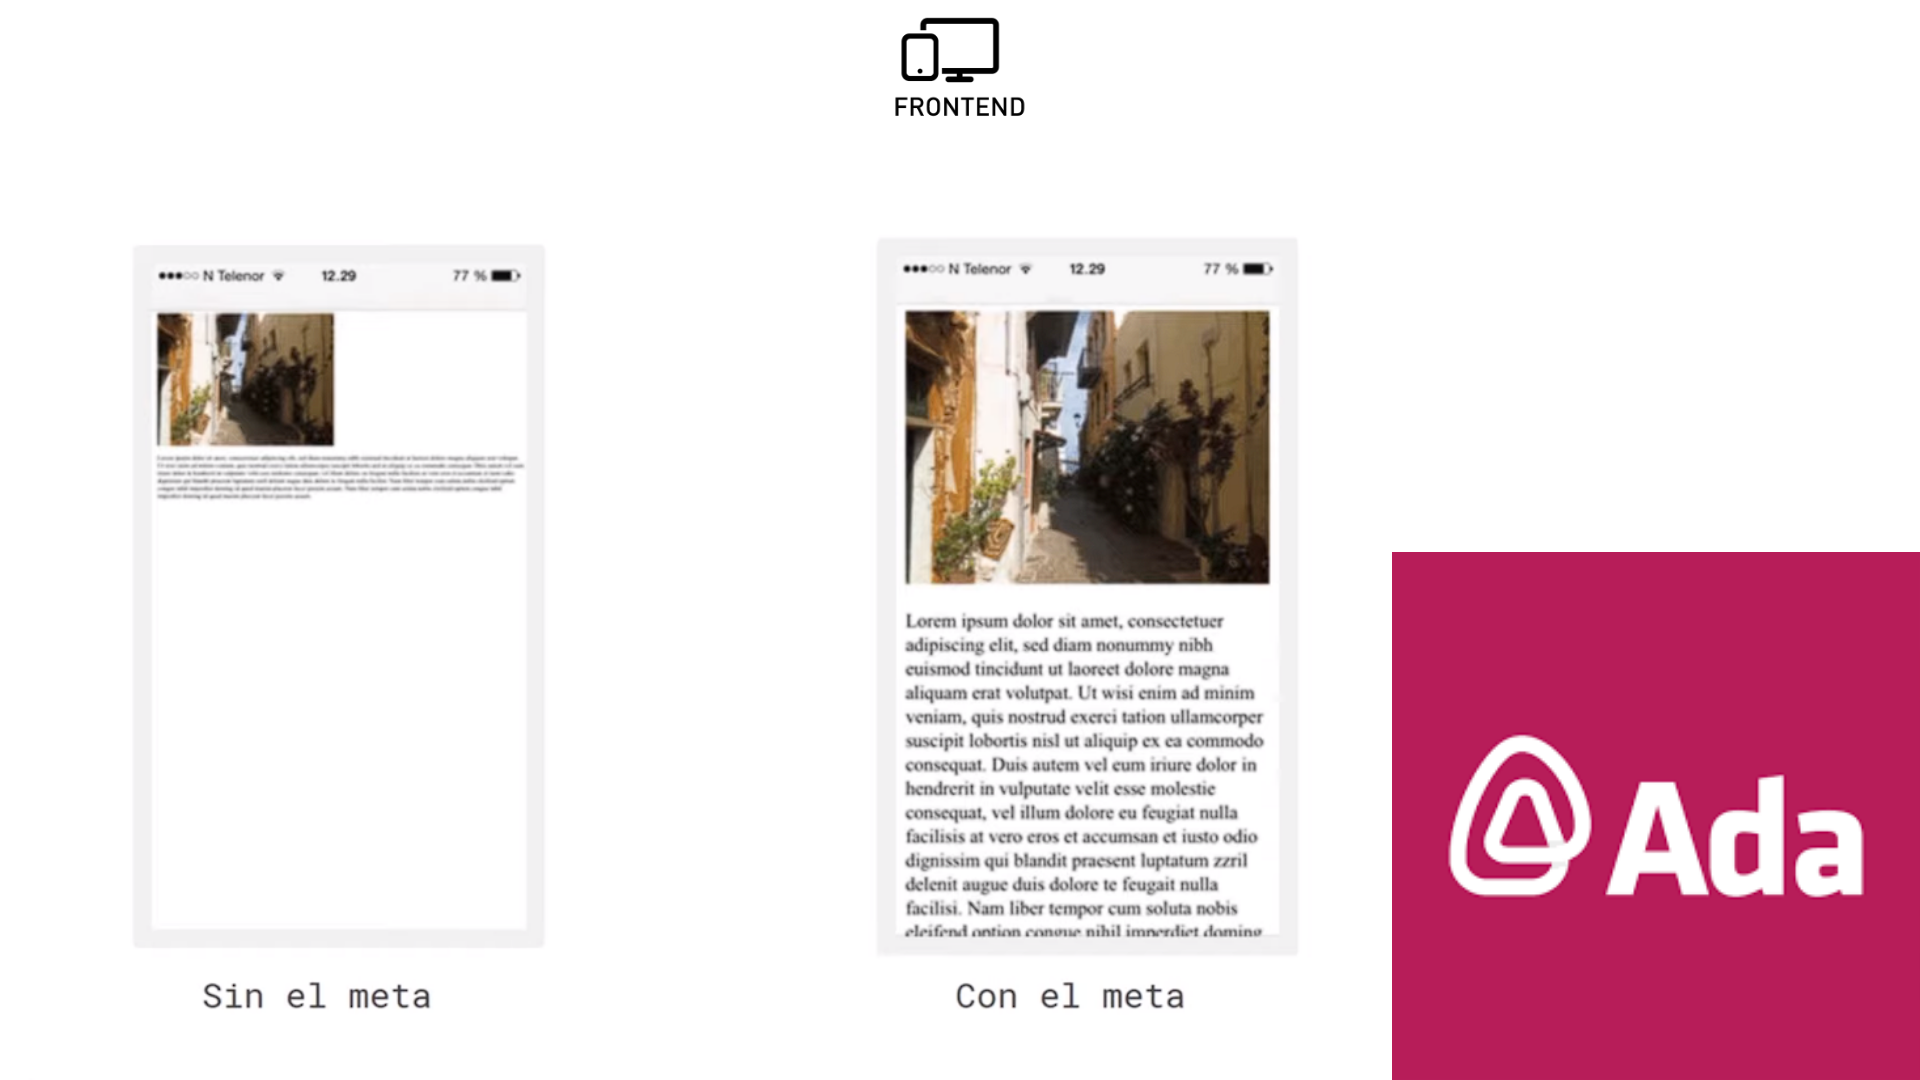 FRONTEND
N Telenor 12.29 77 %
Sin el meta
N Telenor 12.29 77 %
Lorem ipsum dolor sit amet, consectetuer
adipiscing elit, sed diam nonummy nibh
euismod tincidunt ut laoreet dolore magna
aliquam erat volutpat. Ut wisi enim ad minim
veniam, quis nostrud exerci tation ullamcorper
suscipit lobortis nisl ut aliquip ex ea commodo
consequat. Duis autem vel eum iriure dolor in
hendrerit in vulputate velit esse molestie
consequat, vel illum dolore eu feugiat nulla
facilisis at vero eros et accumsan et iusto odio
dignissim qui blandit praesent luptatum zzril
delenit augue duis dolore te feugait nulla
facilisi. Nam liber tempor cum soluta nobis
eleifend option congue nihil imperdiet doming
Con el meta
Ada